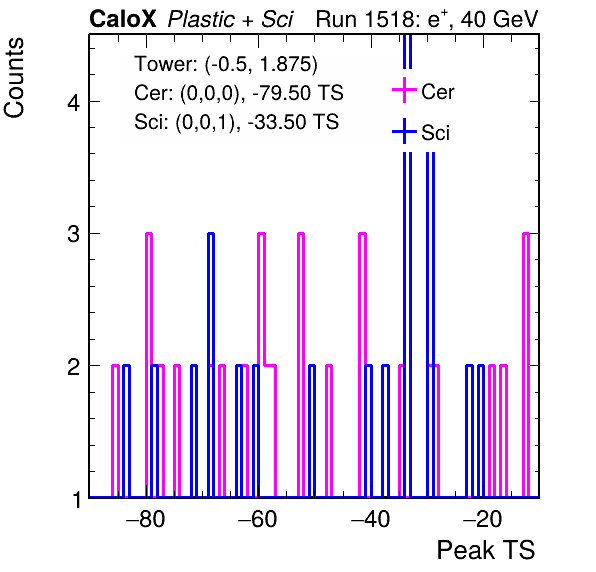 CaloX Plastic + Sci Run 1518: e+, 40 GeV
Counts
Tower: (-0.5, 1.875)
Cer: (0,0,0), -79.50 TS
Sci: (0,0,1), -33.50 TS
Cer
Sci
4
3
2
1
−80 −60 −40 −20
Peak TS